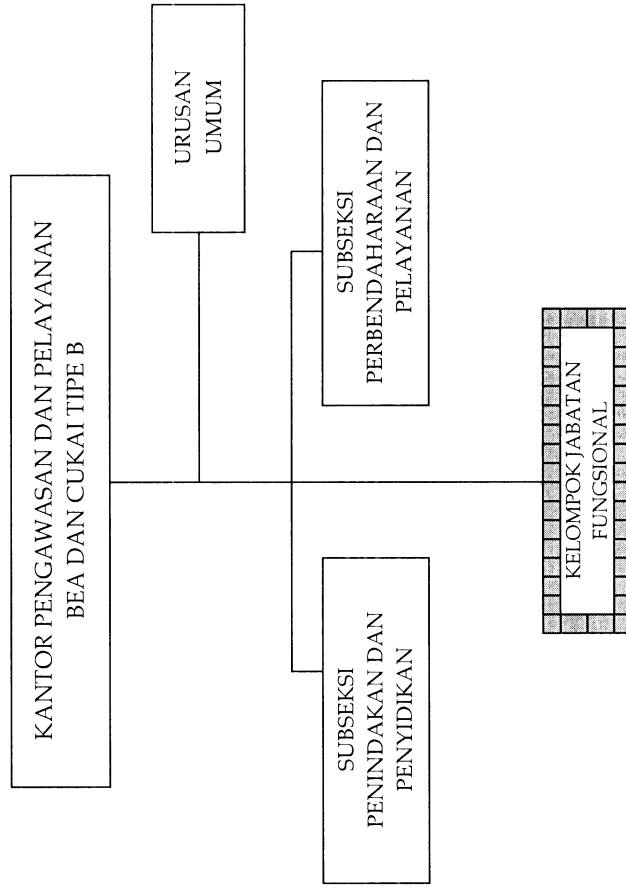 KANTOR PENGAWASAN DAN PELAYANAN
BEA DAN CUKAI TIPE B
URUSAN
UMUM
SUBSEKSI
PENINDAKAN DAN
PENYIDIKAN
SUBSEKSI
PERBENDAHARAAN DAN
PELAYANAN
KELOMPOK JABATAN
FUNGSIONAL